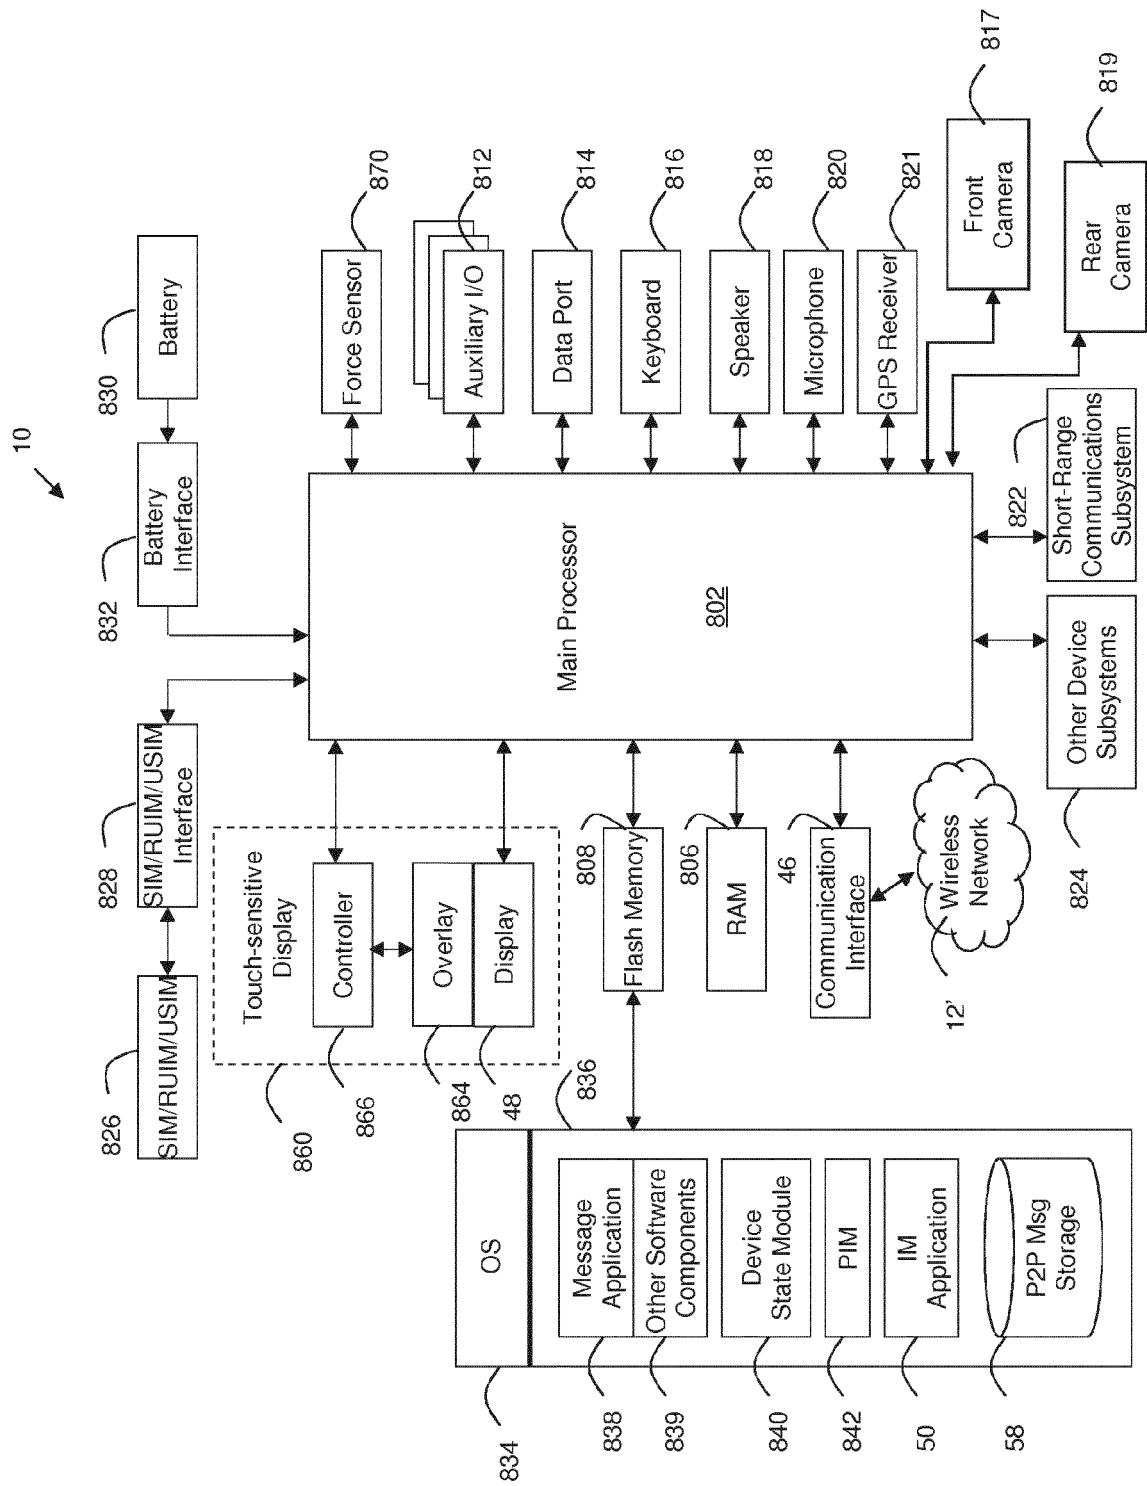 10
826
SIM/RUIM/USIM
828
SIM/RUIM/USIM
Interface
832
Battery
Interface
830
Battery
860
Touch-sensitive
Display
866
Controller
864
Overlay
48
Display
Main Processor
802
Force Sensor
870
Auxiliary I/O
812
Data Port
814
Keyboard
816
Speaker
818
Microphone
820
GPS Receiver
821
Front
Camera
817
Rear
Camera
819
808
Flash Memory
806
RAM
46
Communication
Interface
12'
Wireless
Network
824
Other Device
Subsystems
822
Short-Range
Communications
Subsystem
834
OS
836
838
Message
Application
839
Other Software
Components
840
Device
State Module
842
PIM
50
IM
Application
58
P2P Msg
Storage